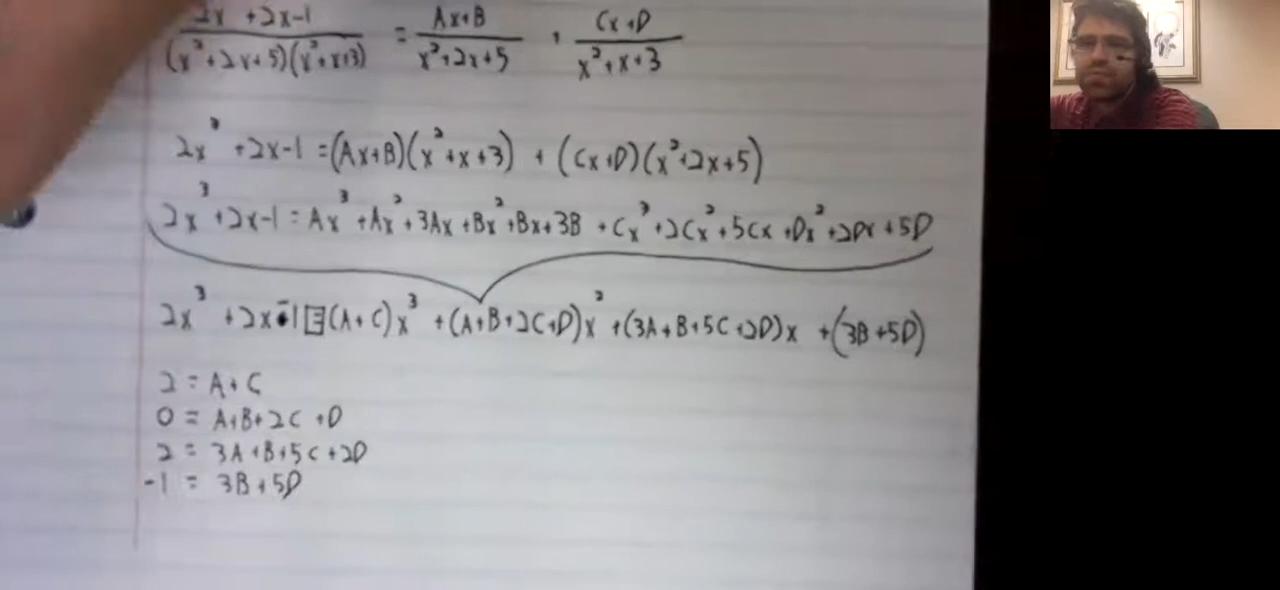 2x³ +2x-1 / (x²+2x+5)(x²+x+3) = Ax+B / x²+2x+5 + Cx+D / x²+x+3
2x³ +2x-1 = (Ax+B)(x²+x+3) + (Cx+D)(x²+2x+5)
2x³ +2x-1 = Ax³ +Ax² +3Ax +Bx² +Bx+3B +Cx³ +2Cx² +5Cx +Dx² +2Dx +5D
2x³ +2x-1 = (A+C)x³ +(A+B+2C+D)x² +(3A+B+5C+2D)x +(3B+5D)
2 = A+C
0 = A+B+2C+D
2 = 3A+B+5C+2D
-1 = 3B+5D